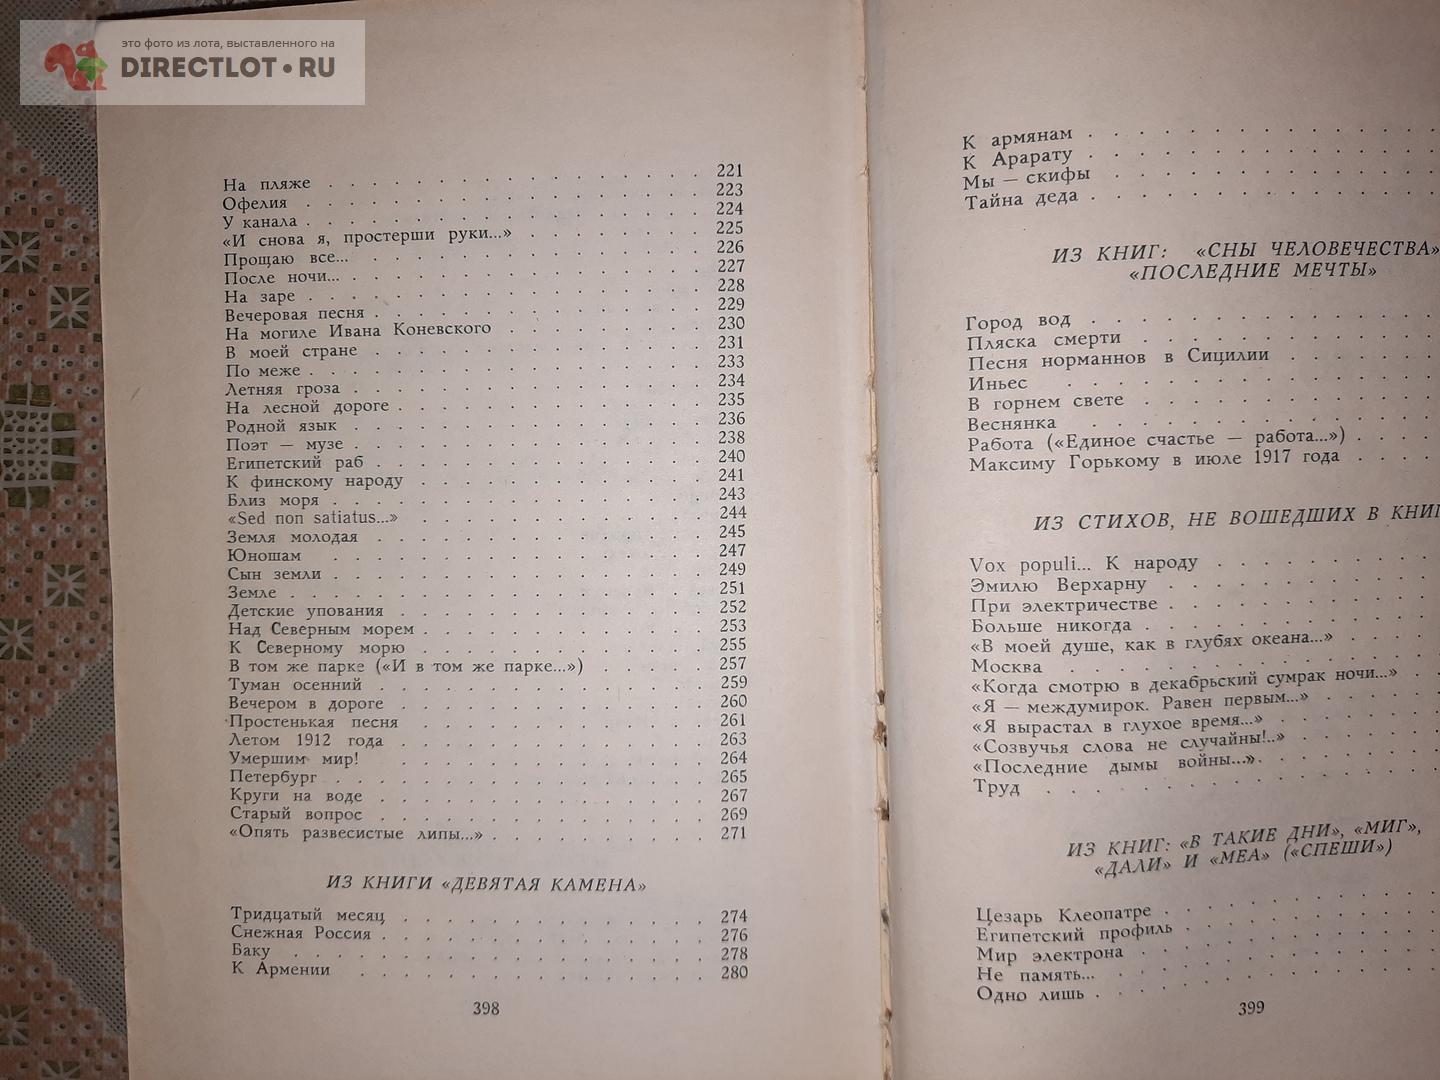 это фото из лота, выставленного на
DIRECTLOT.RU
На пляже . . . 221
Офелия . . . 223
У канала . . . 224
«И снова я, простерши руки...» . . . 225
Прощаю все... . . . 226
После ночи... . . . 227
На заре . . . 228
Вечеровая песня . . . 229
На могиле Ивана Коневского . . . 230
В моей стране . . . 231
По меже . . . 233
Летняя гроза . . . 234
На лесной дороге . . . 235
Родной язык . . . 236
Поэт — музе . . . 238
Египетский раб . . . 240
К финскому народу . . . 241
Близ моря . . . 243
«Sed non satiatus...» . . . 244
Земля молодая . . . 245
Юношам . . . 247
Сын земли . . . 249
Земле . . . 251
Детские упования . . . 252
Над Северным морем . . . 253
К Северному морю . . . 255
В том же парке («И в том же парке...») . . . 257
Туман осенний . . . 259
Вечером в дороге . . . 260
Простенькая песня . . . 261
Летом 1912 года . . . 263
Умершим мир! . . . 264
Петербург . . . 265
Круги на воде . . . 267
Старый вопрос . . . 269
«Опять развесистые липы...» . . . 271
ИЗ КНИГИ «ДЕВЯТАЯ КАМЕНА»
Тридцатый месяц . . . 274
Снежная Россия . . . 276
Баку . . . 278
К Армении . . . 280
398
К армянам . . .
К Арарату . . .
Мы — скифы . . .
Тайна деда . . .
ИЗ КНИГ: «СНЫ ЧЕЛОВЕЧЕСТВА»
«ПОСЛЕДНИЕ МЕЧТЫ»
Город вод . . .
Пляска смерти . . .
Песня норманнов в Сицилии . . .
Иньес . . .
В горнем свете . . .
Веснянка . . .
Работа («Единое счастье — работа...») . . .
Максиму Горькому в июле 1917 года . . .
ИЗ СТИХОВ, НЕ ВОШЕДШИХ В КНИГ
Vox populi... К народу . . .
Эмилю Верхарну . . .
При электричестве . . .
Больше никогда . . .
«В моей душе, как в глубях океана...» . . .
Москва . . .
«Когда смотрю в декабрьский сумрак ночи...» . . .
«Я — междумирок. Равен первым...» . . .
«Я вырастал в глухое время...» . . .
«Созвучья слова не случайны!..» . . .
«Последние дымы войны...» . . .
Труд . . .
ИЗ КНИГ: «В ТАКИЕ ДНИ», «МИГ»,
«ДАЛИ» И «МЕА» («СПЕШИ»)
Цезарь Клеопатре . . .
Египетский профиль . . .
Мир электрона . . .
Не память... . . .
Одно лишь . . .
399